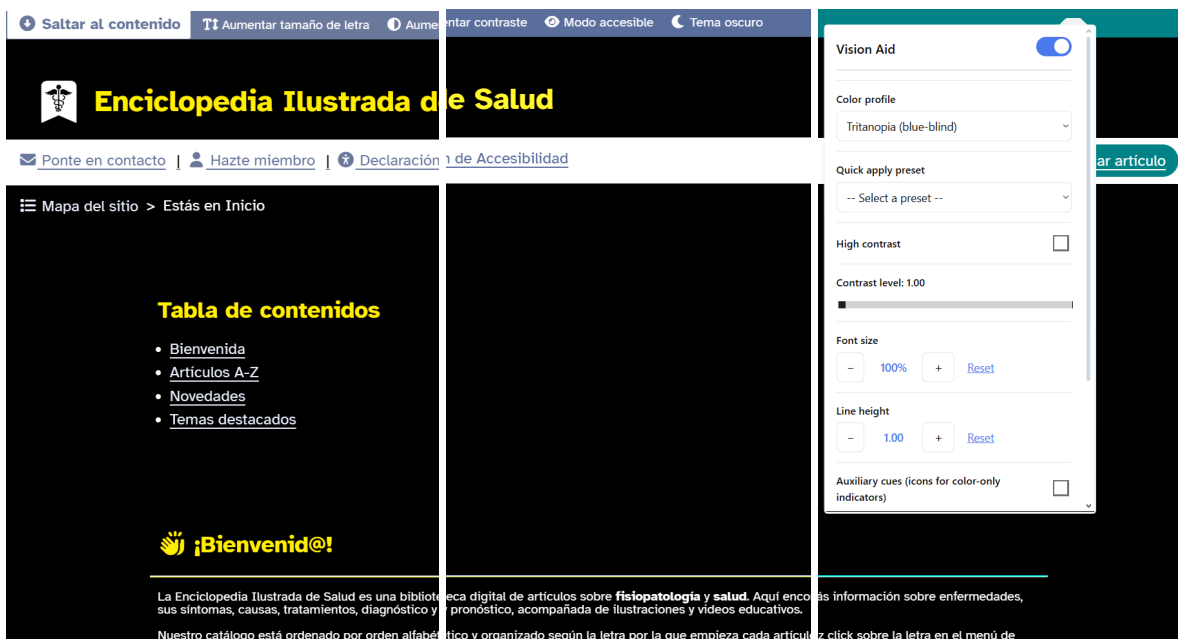 Saltar al contenido Tamaño Aumentar tamaño de letra Aume entar contraste Modo accesible Tema oscuro
Enciclopedia Ilustrada de Salud
Ponte en contacto | Hazte miembro | Declaración n de Accesibilidad ar artículo
Mapa del sitio > Estás en Inicio
Tabla de contenidos
Bienvenida
Artículos A-Z
Novedades
Temas destacados
¡Bienvenid@!
La Enciclopedia Ilustrada de Salud es una biblioteca digital de artículos sobre fisiopatología y salud. Aquí enco ás información sobre enfermedades,
sus síntomas, causas, tratamientos, diagnóstico y pronóstico, acompañada de ilustraciones y videos educativos.
Nuestro catálogo está ordenado por orden alfabético y organizado según la letra por la que empieza cada artículo z click sobre la letra en el menú de
Vision Aid
Color profile
Tritanopia (blue-blind)
Quick apply preset
-- Select a preset --
High contrast
Contrast level: 1.00
Font size
− 100% + Reset
Line height
− 1.00 + Reset
Auxiliary cues (icons for color-only
indicators)